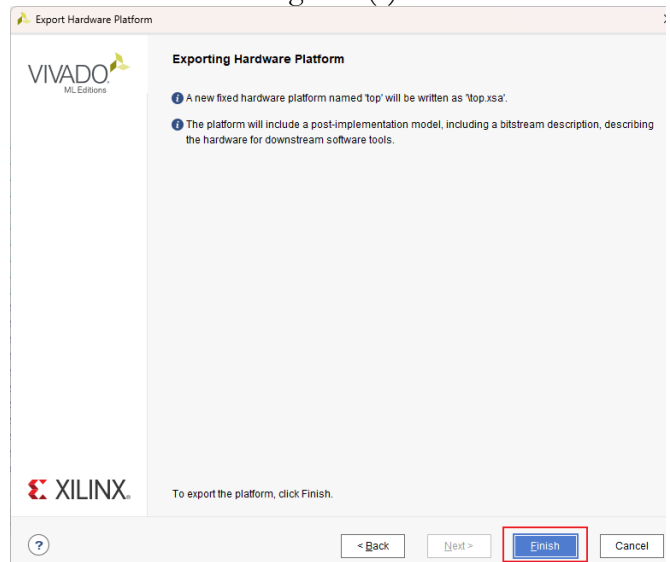 Export Hardware Platform
VIVADO
ML Editions
Exporting Hardware Platform
A new fixed hardware platform named 'top' will be written as '\top.xsa'.
The platform will include a post-implementation model, including a bitstream description, describing
the hardware for downstream software tools.
XILINX
To export the platform, click Finish.
?
< Back
Next >
Finish
Cancel